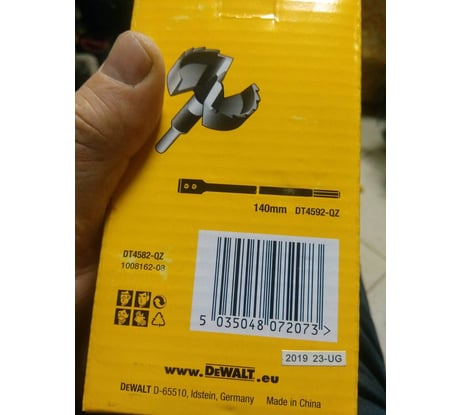 140mm DT4592-QZ
DT4582-QZ
1008162-03
5 035048 072073 >
2019 23-UG
www.DEWALT.eu
DEWALT D-65510, Idstein, Germany
Made in China